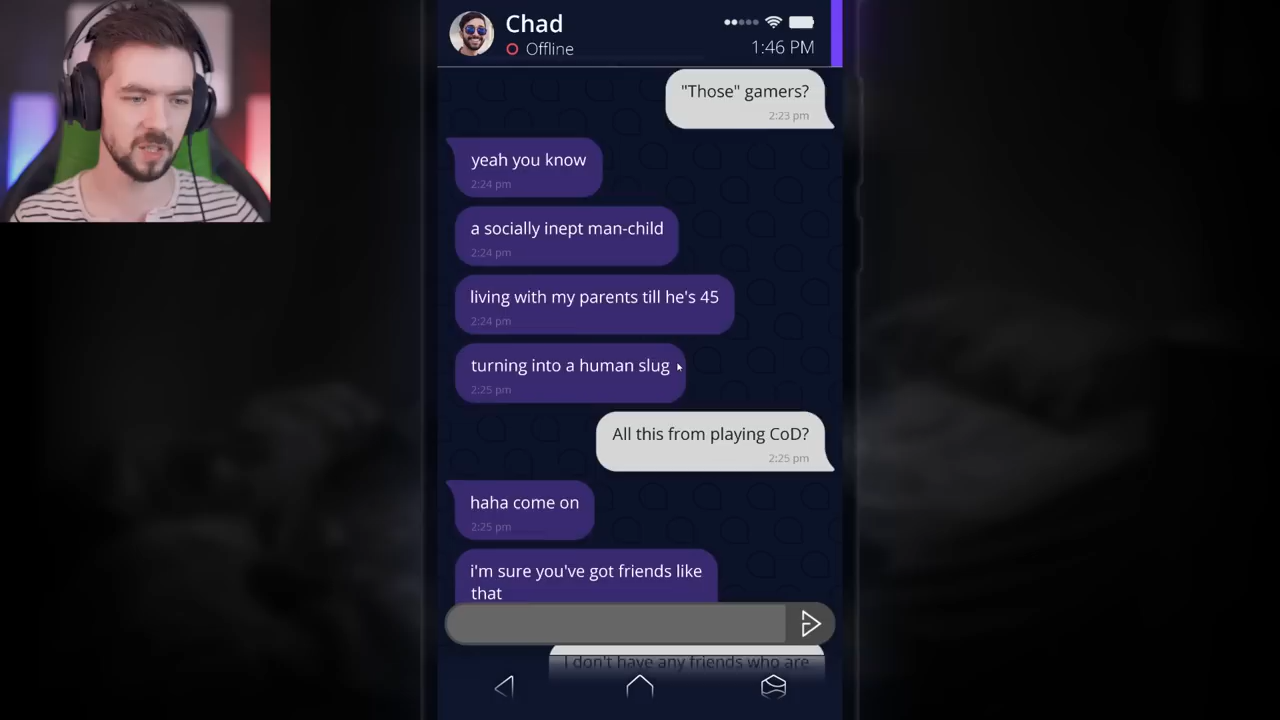 Chad
Offline
1:46 PM
"Those" gamers?
2:23 pm
yeah you know
2:24 pm
a socially inept man-child
2:24 pm
living with my parents till he's 45
2:24 pm
turning into a human slug
2:25 pm
All this from playing CoD?
2:25 pm
haha come on
2:25 pm
i'm sure you've got friends like
that
I don't have any friends who are